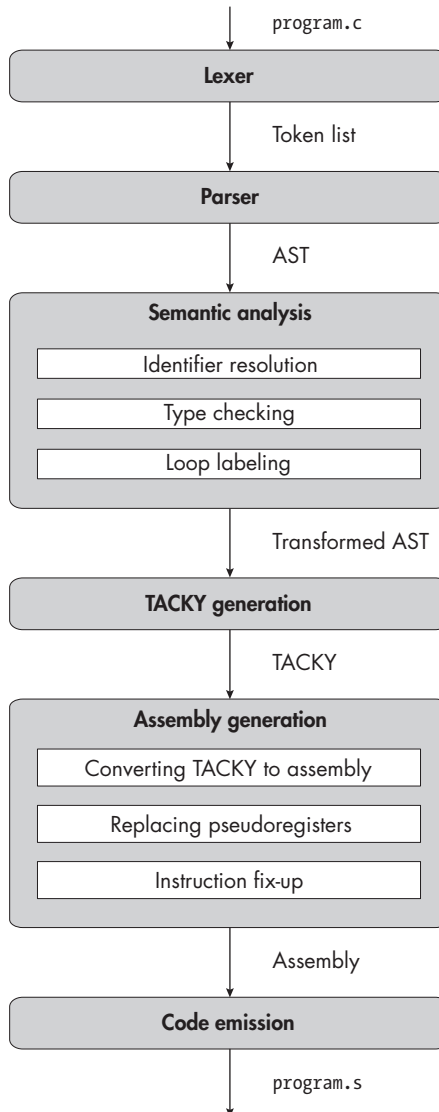 program.c
Lexer
Token list
Parser
AST
Semantic analysis
Identifier resolution
Type checking
Loop labeling
Transformed AST
TACKY generation
TACKY
Assembly generation
Converting TACKY to assembly
Replacing pseudoregisters
Instruction fix-up
Assembly
Code emission
program.s